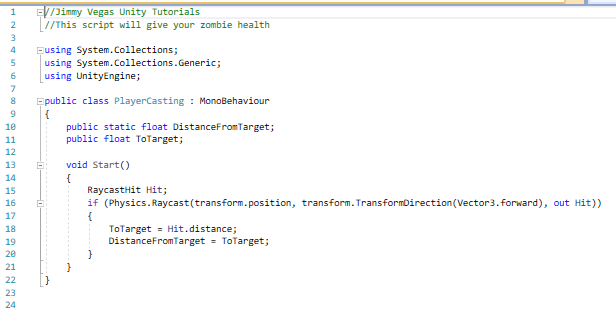 1 //Jimmy Vegas Unity Tutorials
2 //This script will give your zombie health
3
4 using System.Collections;
5 using System.Collections.Generic;
6 using UnityEngine;
7
8 public class PlayerCasting : MonoBehaviour
9 {
10     public static float DistanceFromTarget;
11     public float ToTarget;
12
13     void Start()
14     {
15         RaycastHit Hit;
16         if (Physics.Raycast(transform.position, transform.TransformDirection(Vector3.forward), out Hit))
17         {
18             ToTarget = Hit.distance;
19             DistanceFromTarget = ToTarget;
20         }
21     }
22 }
23
24